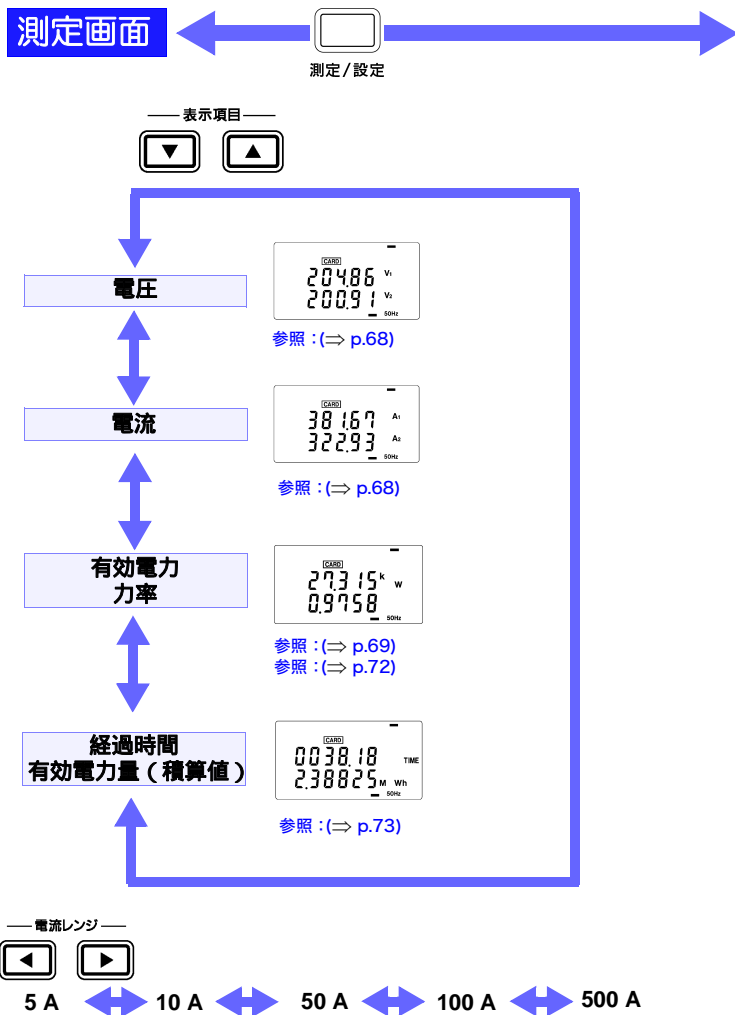 測定画面
測定/設定
表示項目
▼ ▲
電圧
CARD
204.86 V1
200.91 V2
50Hz
参照：(⇒ p.68)
電流
CARD
381.67 A1
322.93 A2
50Hz
参照：(⇒ p.68)
有効電力
力率
CARD
27.315 k W
0.9758
50Hz
参照：(⇒ p.69)
参照：(⇒ p.72)
経過時間
有効電力量（積算値）
CARD
0038.18 TIME
2.38825 M Wh
50Hz
参照：(⇒ p.73)
電流レンジ
◀ ▶
5 A 10 A 50 A 100 A 500 A